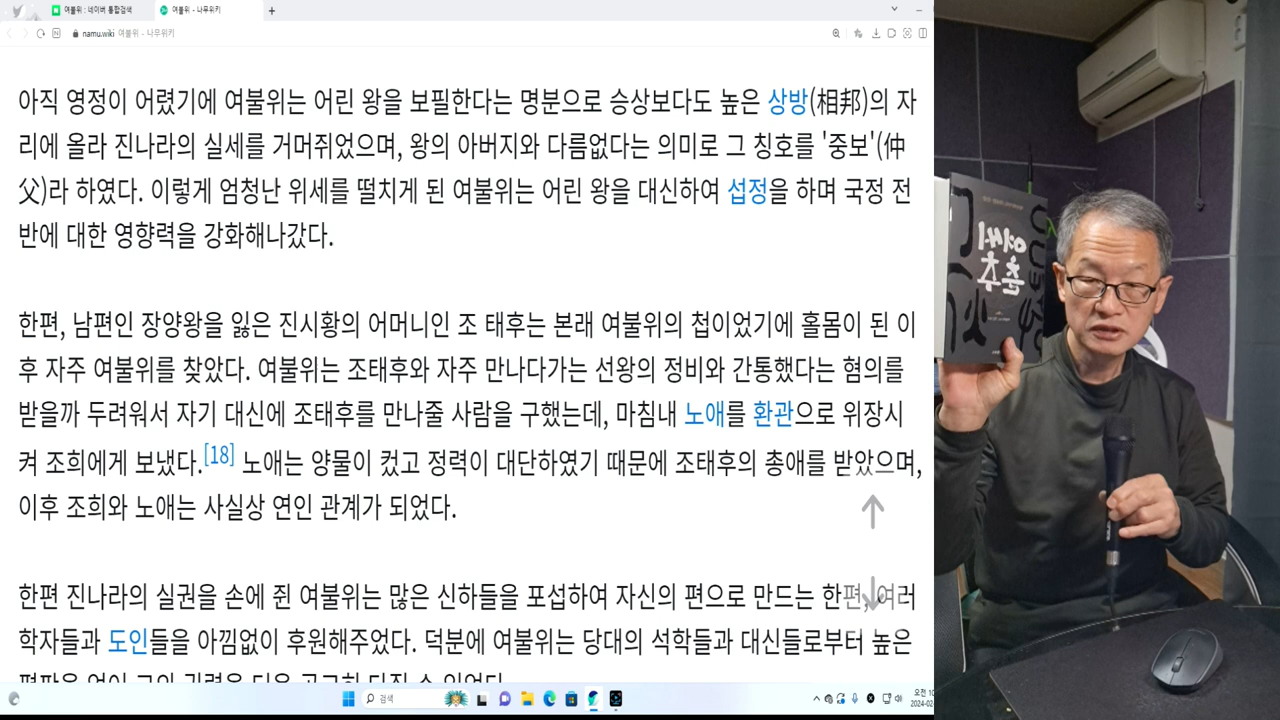 여불위 : 네이버 통합검색
여불위 - 나무위키
namu.wiki 여불위 - 나무위키
아직 영정이 어렸기에 여불위는 어린 왕을 보필한다는 명분으로 승상보다도 높은 상방(相邦)의 자
리에 올라 진나라의 실세를 거머쥐었으며, 왕의 아버지와 다름없다는 의미로 그 칭호를 '중보'(仲
父)라 하였다. 이렇게 엄청난 위세를 떨치게 된 여불위는 어린 왕을 대신하여 섭정을 하며 국정 전
반에 대한 영향력을 강화해나갔다.
한편, 남편인 장양왕을 잃은 진시황의 어머니인 조 태후는 본래 여불위의 첩이었기에 홀몸이 된 이
후 자주 여불위를 찾았다. 여불위는 조태후와 자주 만나다가는 선왕의 정비와 간통했다는 혐의를
받을까 두려워서 자기 대신에 조태후를 만나줄 사람을 구했는데, 마침내 노애를 환관으로 위장시
켜 조희에게 보냈다.[18] 노애는 양물이 컸고 정력이 대단하였기 때문에 조태후의 총애를 받았으며,
이후 조희와 노애는 사실상 연인 관계가 되었다.
한편 진나라의 실권을 손에 쥔 여불위는 많은 신하들을 포섭하여 자신의 편으로 만드는 한편, 여러
학자들과 도인들을 아낌없이 후원해주었다. 덕분에 여불위는 당대의 석학들과 대신들로부터 높은
여씨
춘추
검색
오전 10
2024-02